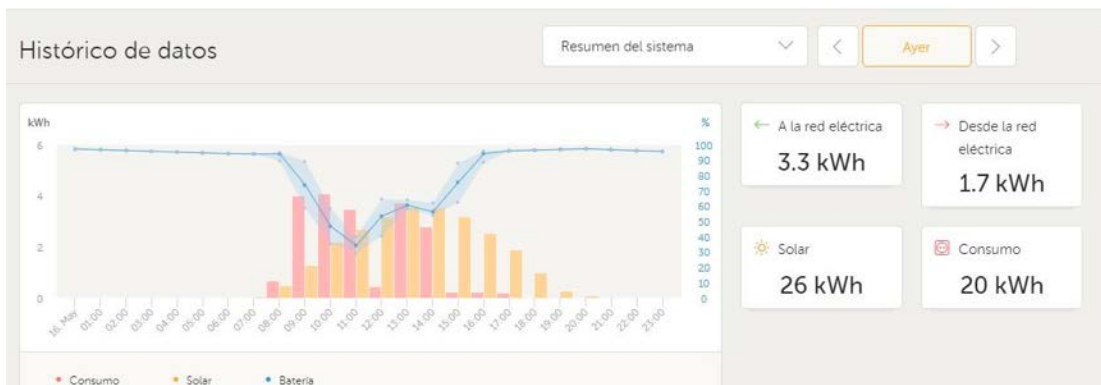 Histórico de datos
Resumen del sistema
Ayer
kWh
%
6
4
2
0
100
90
80
70
60
50
40
30
20
10
0
16. May
01:00
02:00
03:00
04:00
05:00
06:00
07:00
08:00
09:00
10:00
11:00
12:00
13:00
14:00
15:00
16:00
17:00
18:00
19:00
20:00
21:00
22:00
23:00
Consumo
Solar
Batería
A la red eléctrica
3.3 kWh
Desde la red
eléctrica
1.7 kWh
Solar
26 kWh
Consumo
20 kWh